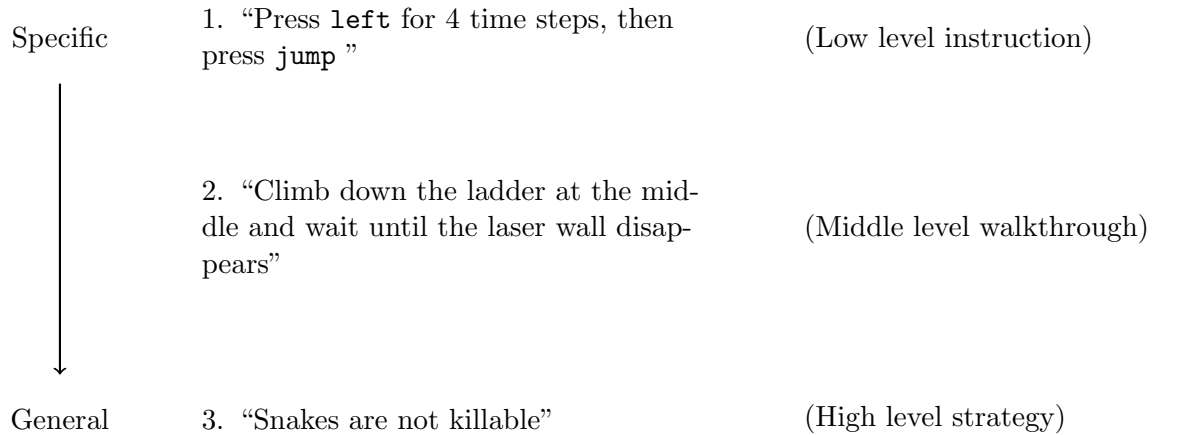 Specific
1. “Press left for 4 time steps, then
press jump ”
(Low level instruction)
2. “Climb down the ladder at the mid-
dle and wait until the laser wall disap-
pears”
(Middle level walkthrough)
General
3. “Snakes are not killable”
(High level strategy)